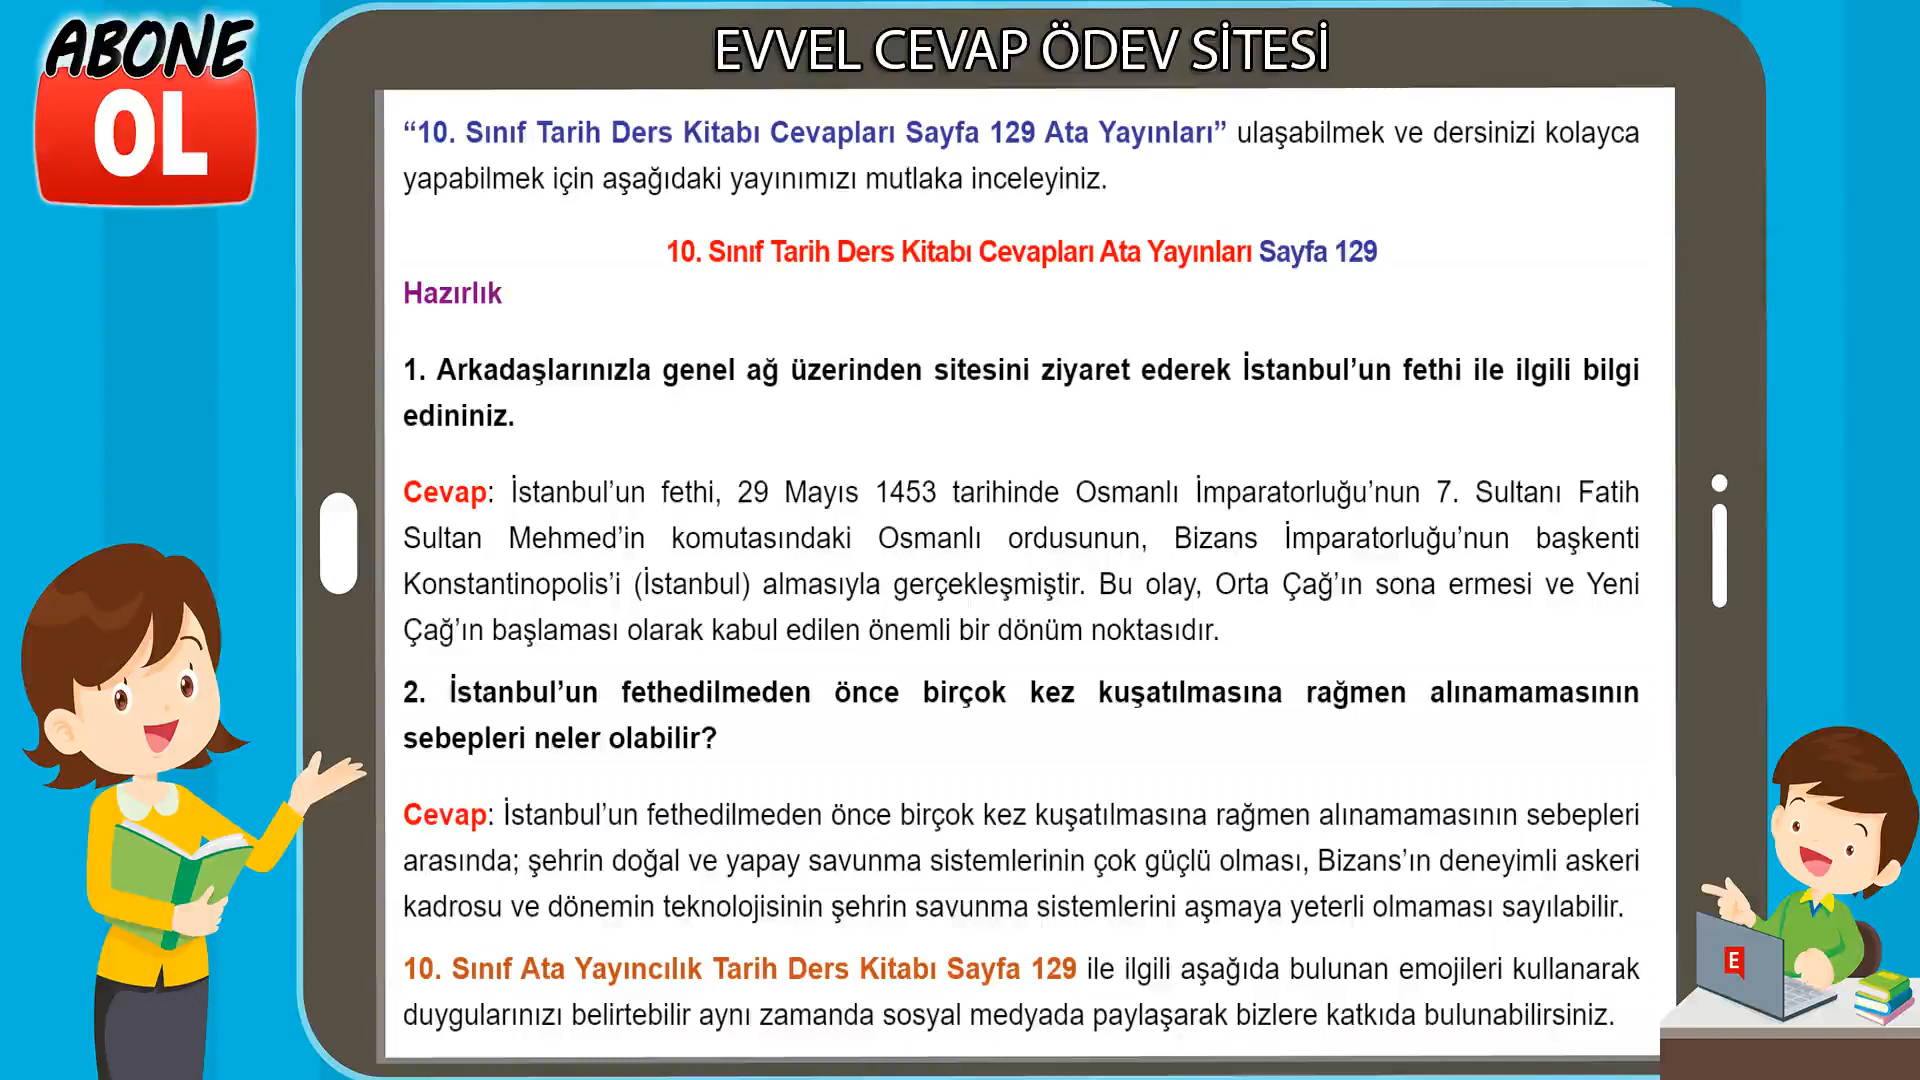 ABONE
OL
EVVEL CEVAP ÖDEV SİTESİ
“10. Sınıf Tarih Ders Kitabı Cevapları Sayfa 129 Ata Yayınları” ulaşabilmek ve dersinizi kolayca
yapabilmek için aşağıdaki yayınımızı mutlaka inceleyiniz.
10. Sınıf Tarih Ders Kitabı Cevapları Ata Yayınları Sayfa 129
Hazırlık
1. Arkadaşlarınızla genel ağ üzerinden sitesini ziyaret ederek İstanbul’un fethi ile ilgili bilgi
edininiz.
Cevap: İstanbul’un fethi, 29 Mayıs 1453 tarihinde Osmanlı İmparatorluğu’nun 7. Sultanı Fatih
Sultan Mehmed’in komutasındaki Osmanlı ordusunun, Bizans İmparatorluğu’nun başkenti
Konstantinopolis’i (İstanbul) almasıyla gerçekleşmiştir. Bu olay, Orta Çağ’ın sona ermesi ve Yeni
Çağ’ın başlaması olarak kabul edilen önemli bir dönüm noktasıdır.
2. İstanbul’un fethedilmeden önce birçok kez kuşatılmasına rağmen alınamamasının
sebepleri neler olabilir?
Cevap: İstanbul’un fethedilmeden önce birçok kez kuşatılmasına rağmen alınamamasının sebepleri
arasında; şehrin doğal ve yapay savunma sistemlerinin çok güçlü olması, Bizans’ın deneyimli askeri
kadrosu ve dönemin teknolojisinin şehrin savunma sistemlerini aşmaya yeterli olmaması sayılabilir.
10. Sınıf Ata Yayıncılık Tarih Ders Kitabı Sayfa 129 ile ilgili aşağıda bulunan emojileri kullanarak
duygularınızı belirtebilir aynı zamanda sosyal medyada paylaşarak bizlere katkıda bulunabilirsiniz.
E